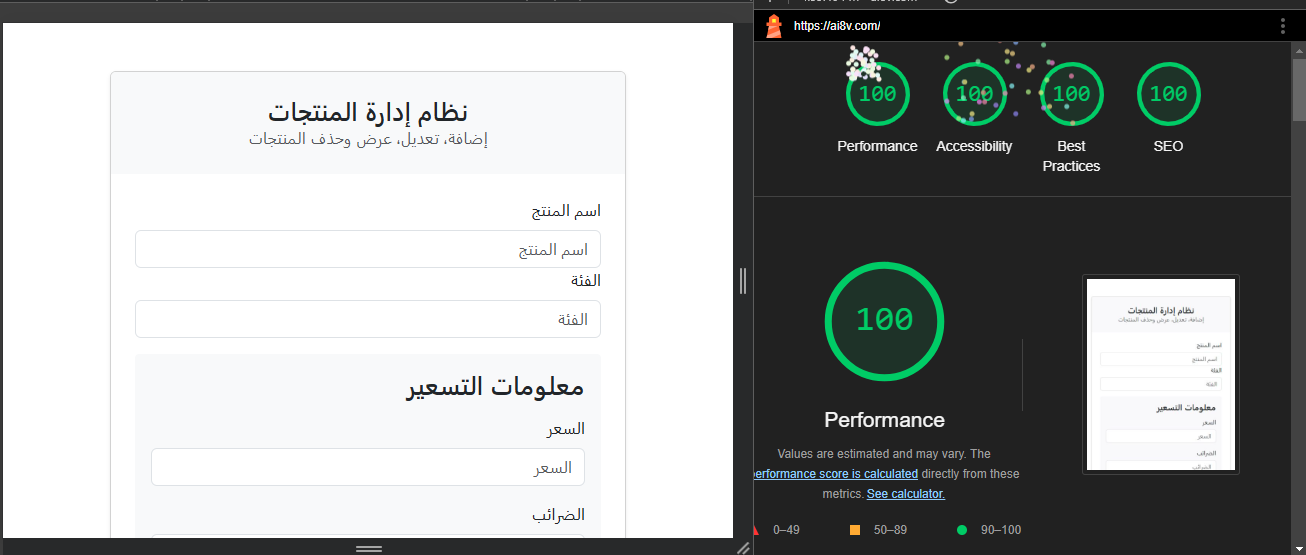 نظام إدارة المنتجات
إضافة، تعديل، عرض وحذف المنتجات
اسم المنتج
اسم المنتج
الفئة
الفئة
معلومات التسعير
السعر
السعر
الضرائب
https://ai8v.com/
100
100
100
100
Performance
Accessibility
Best
Practices
SEO
100
Performance
Values are estimated and may vary. The
performance score is calculated directly from these
metrics. See calculator.
0–49
50–89
90–100
نظام إدارة المنتجات
إضافة، تعديل، عرض وحذف المنتجات
اسم المنتج
اسم المنتج
الفئة
الفئة
معلومات التسعير
السعر
السعر
الضرائب
الضرائب